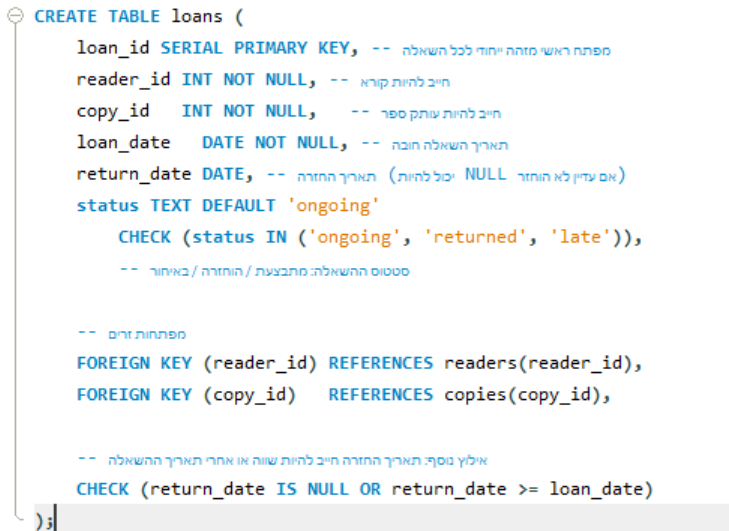 CREATE TABLE loans (
loan_id SERIAL PRIMARY KEY, -- מפתח ראשי מזהה ייחודי לכל השאלה
reader_id INT NOT NULL, -- חייב להיות קורא
copy_id INT NOT NULL, -- חייב להיות עותק ספר
loan_date DATE NOT NULL, -- תאריך השאלה חובה
return_date DATE, -- תאריך החזרה (יכול להיות NULL אם עדיין לא הוחזר)
status TEXT DEFAULT 'ongoing'
CHECK (status IN ('ongoing', 'returned', 'late')),
-- סטטוס ההשאלה: מתבצעת / הוחזרה / באיחור
-- מפתחות זרים
FOREIGN KEY (reader_id) REFERENCES readers(reader_id),
FOREIGN KEY (copy_id) REFERENCES copies(copy_id),
-- אילוץ נוסף: תאריך החזרה חייב להיות שווה או אחרי תאריך ההשאלה
CHECK (return_date IS NULL OR return_date >= loan_date)
);